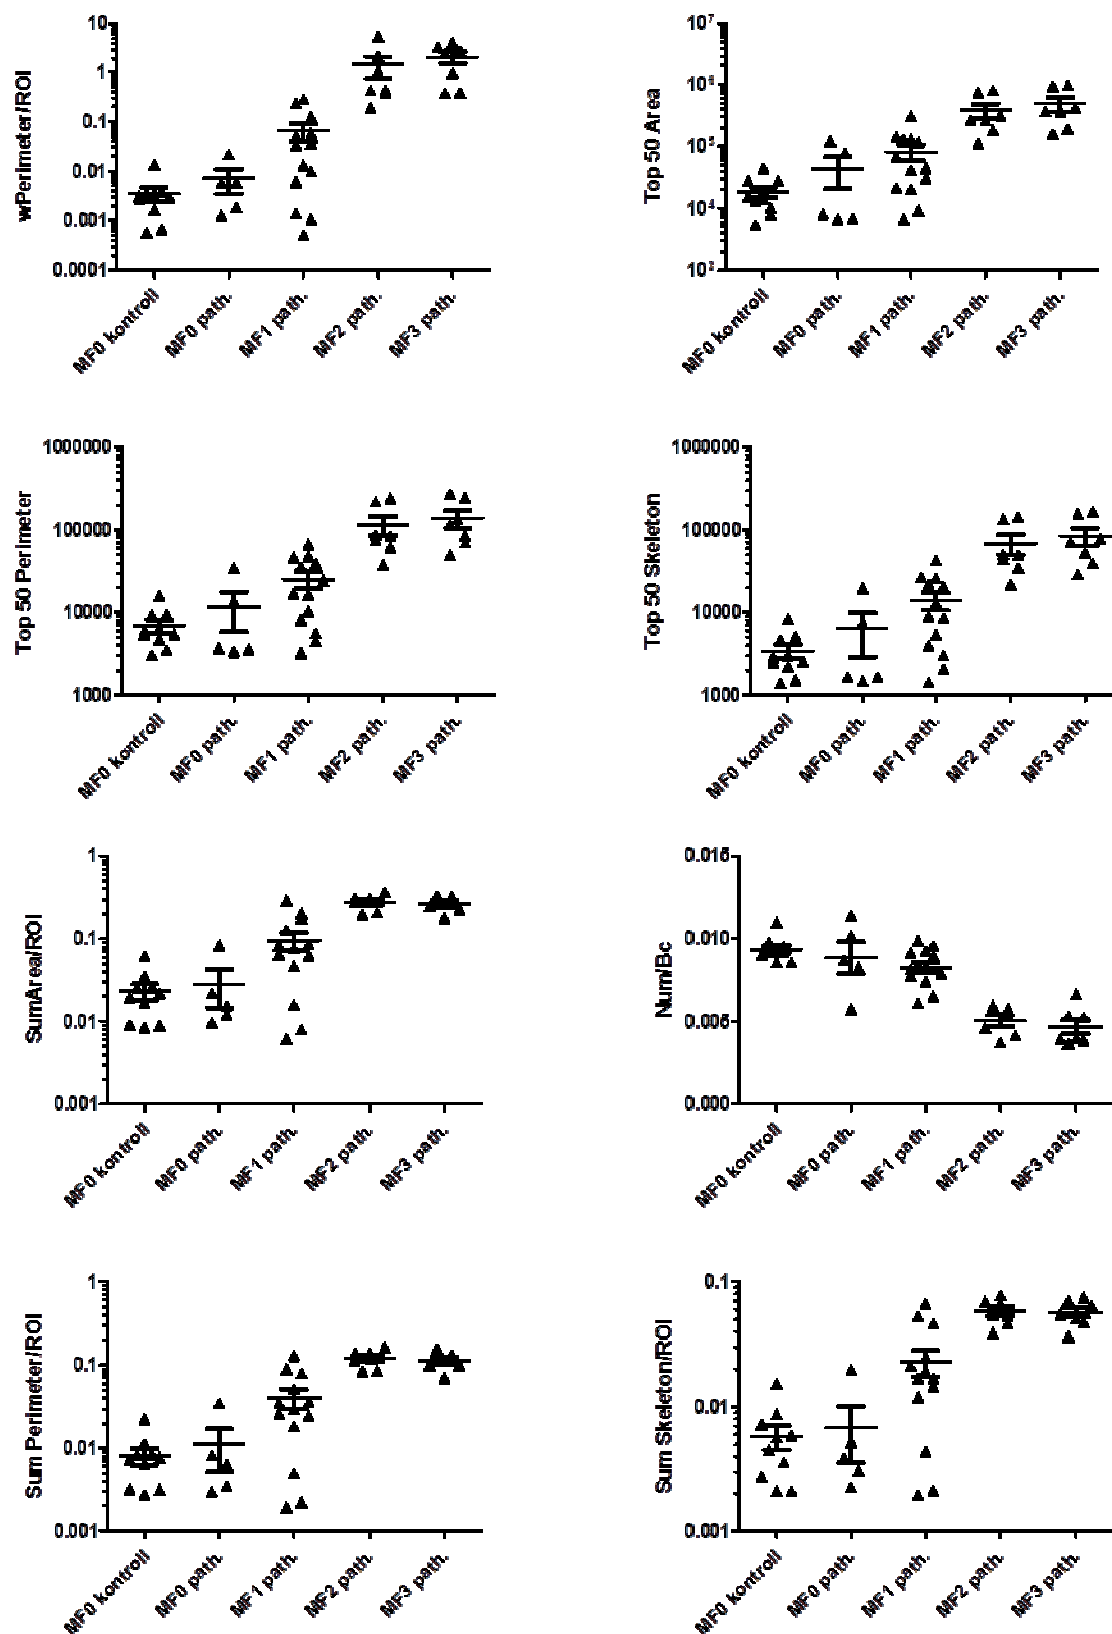 wPerimeter/ROI
10
1
0.1
0.01
0.001
0.0001
MF0 kontroll
MF0 path.
MF1 path.
MF2 path.
MF3 path.
Top 50 Area
10⁷
10⁶
10⁵
10⁴
10³
MF0 kontroll
MF0 path.
MF1 path.
MF2 path.
MF3 path.
Top 50 Perimeter
1000000
100000
10000
1000
MF0 kontroll
MF0 path.
MF1 path.
MF2 path.
MF3 path.
Top 50 Skeleton
1000000
100000
10000
1000
MF0 kontroll
MF0 path.
MF1 path.
MF2 path.
MF3 path.
SumArea/ROI
1
0.1
0.01
0.001
MF0 kontroll
MF0 path.
MF1 path.
MF2 path.
MF3 path.
Num/Bc
0.015
0.010
0.005
0.000
MF0 kontroll
MF0 path.
MF1 path.
MF2 path.
MF3 path.
Sum Perimeter/ROI
1
0.1
0.01
0.001
MF0 kontroll
MF0 path.
MF1 path.
MF2 path.
MF3 path.
Sum Skeleton/ROI
0.1
0.01
0.001
MF0 kontroll
MF0 path.
MF1 path.
MF2 path.
MF3 path.